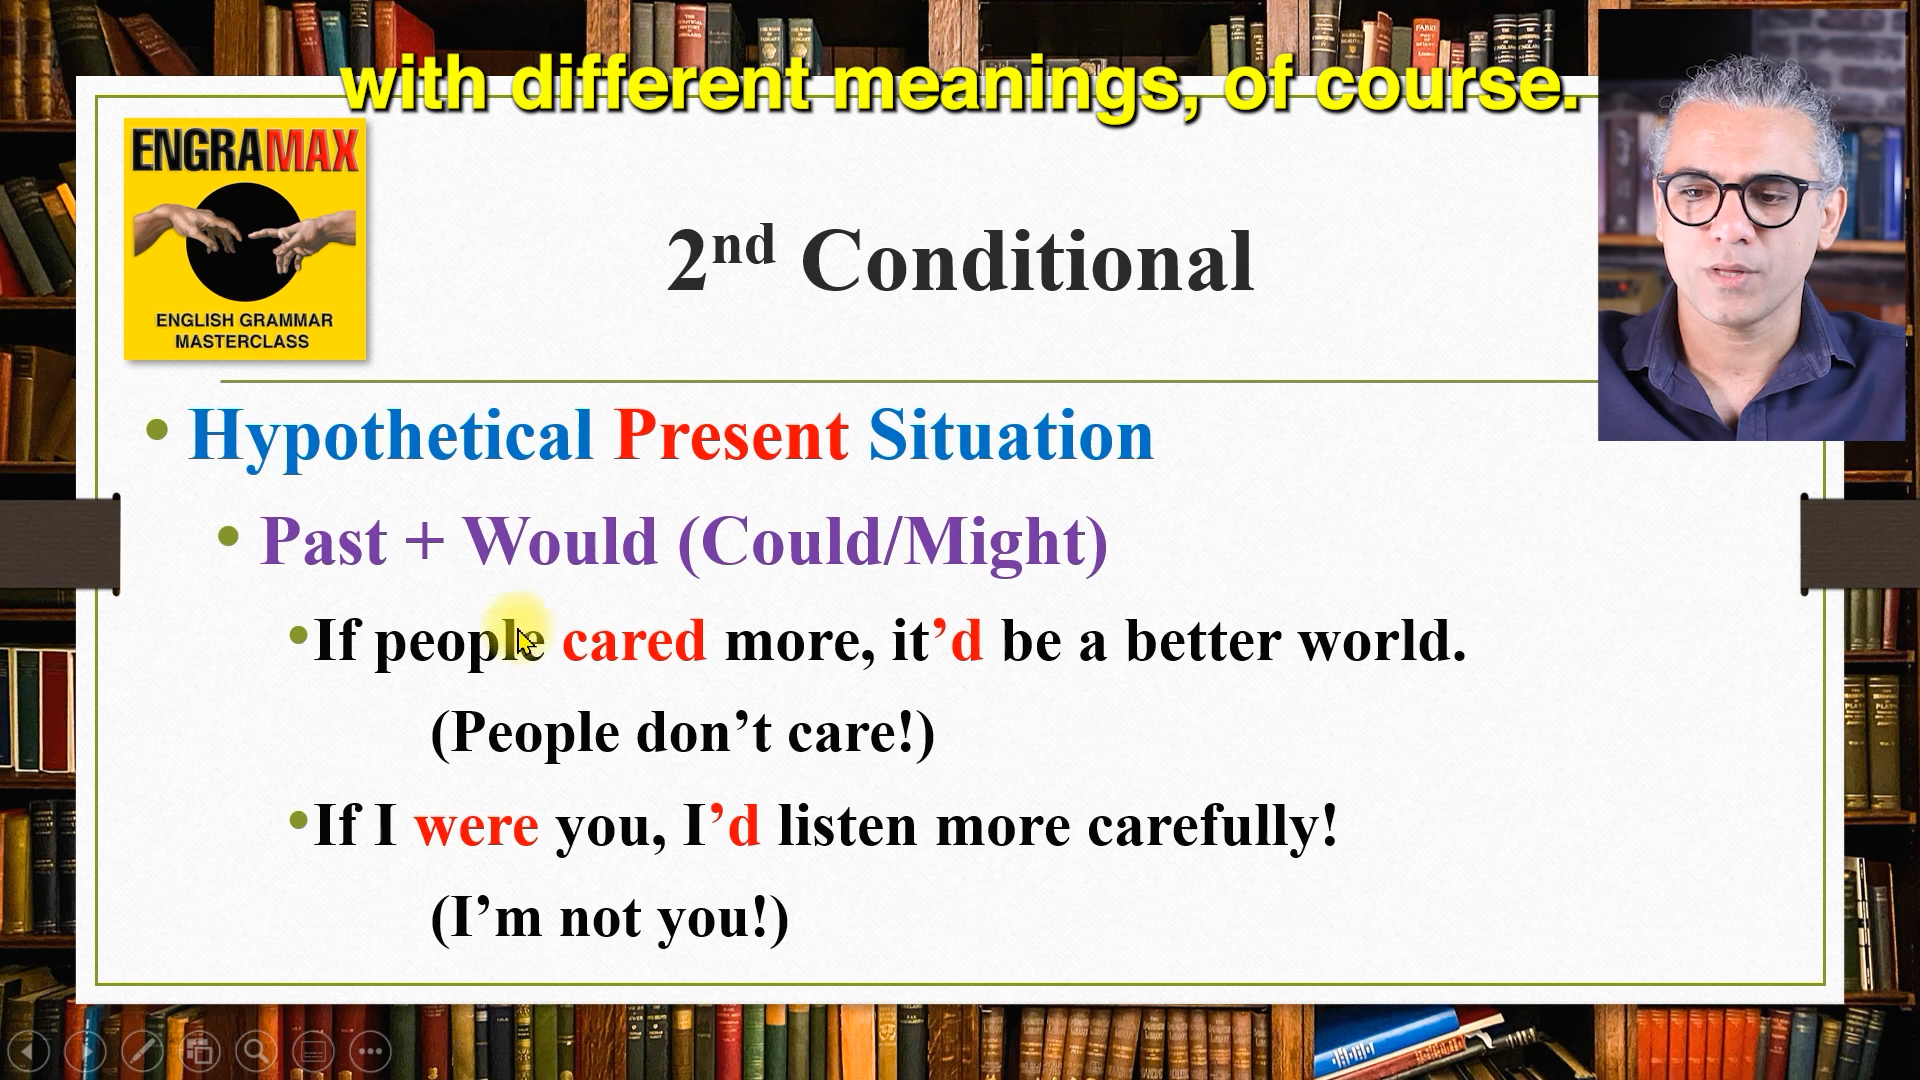 with different meanings, of course.
ENGRAMAX
ENGLISH GRAMMAR
MASTERCLASS
2nd Conditional
• Hypothetical Present Situation
• Past + Would (Could/Might)
•If people cared more, it’d be a better world.
(People don’t care!)
•If I were you, I’d listen more carefully!
(I’m not you!)